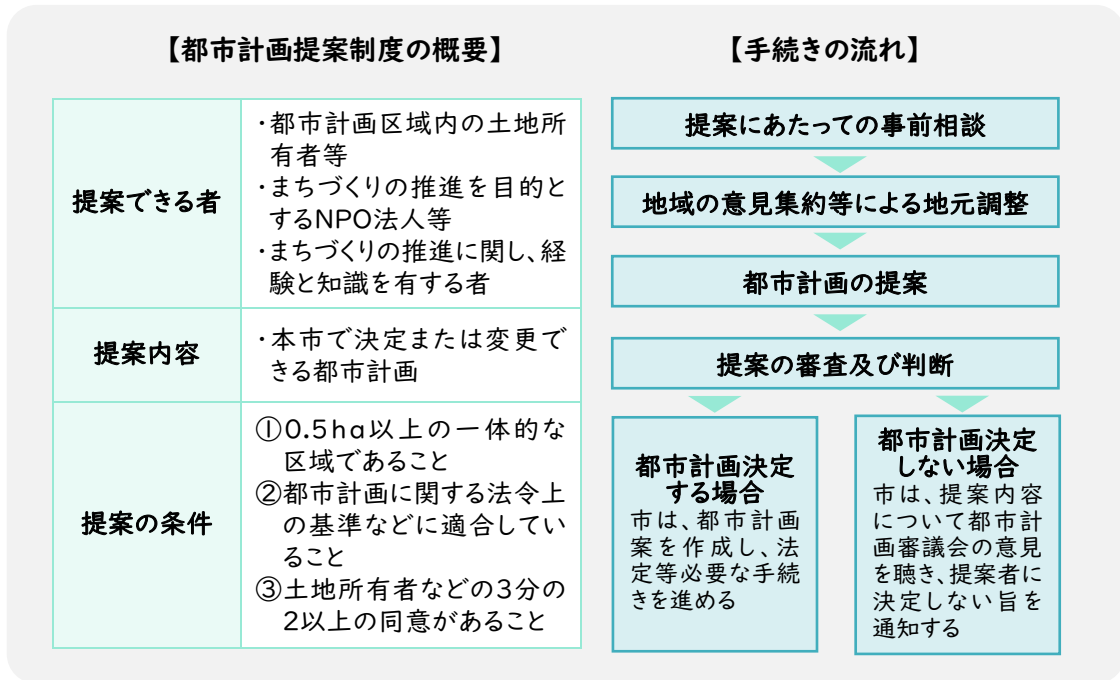 【都市計画提案制度の概要】
提案できる者
・都市計画区域内の土地所
有者等
・まちづくりの推進を目的と
するNPO法人等
・まちづくりの推進に関し、経
験と知識を有する者
提案内容
・本市で決定または変更で
きる都市計画
提案の条件
①0.5ha以上の一体的な
区域であること
②都市計画に関する法令上
の基準などに適合してい
ること
③土地所有者などの3分の
2以上の同意があること
【手続きの流れ】
提案にあたっての事前相談
地域の意見集約等による地元調整
都市計画の提案
提案の審査及び判断
都市計画決定
する場合
市は、都市計画
案を作成し、法
定等必要な手続
きを進める
都市計画決定
しない場合
市は、提案内容
について都市計
画審議会の意見
を聴き、提案者に
決定しない旨を
通知する